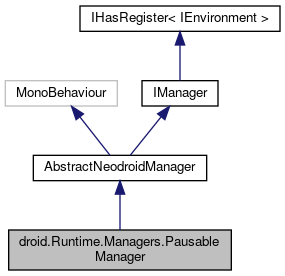 IHasRegister< IEnvironment >
MonoBehaviour
IManager
AbstractNeodroidManager
droid.Runtime.Managers.Pausable
Manager